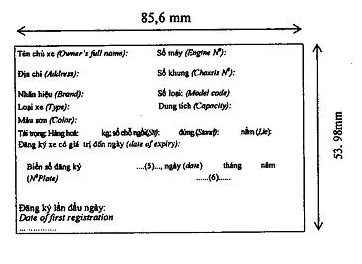 85,6 mm
Tên chủ xe (Owner's full name): Số máy (Engine Nº):
Địa chỉ (Address): Số khung (Chassis Nº):
Nhãn hiệu (Brand): Số loại: (Model code)
Loại xe (Type): Dung tích (Capacity):
Màu sơn (Color):
Tải trọng: Hàng hoá: kg; số chỗ ngồi(Sit): đứng(Stand): nằm (Lie):
Đăng ký xe có giá trị đến ngày (date of expiry):
Biển số đăng ký ....(5)..., ngày (date) tháng năm
(NºPlate) ......(6).....
Đăng ký lần đầu ngày:
Date of first registration
... ..............
53. 98mm